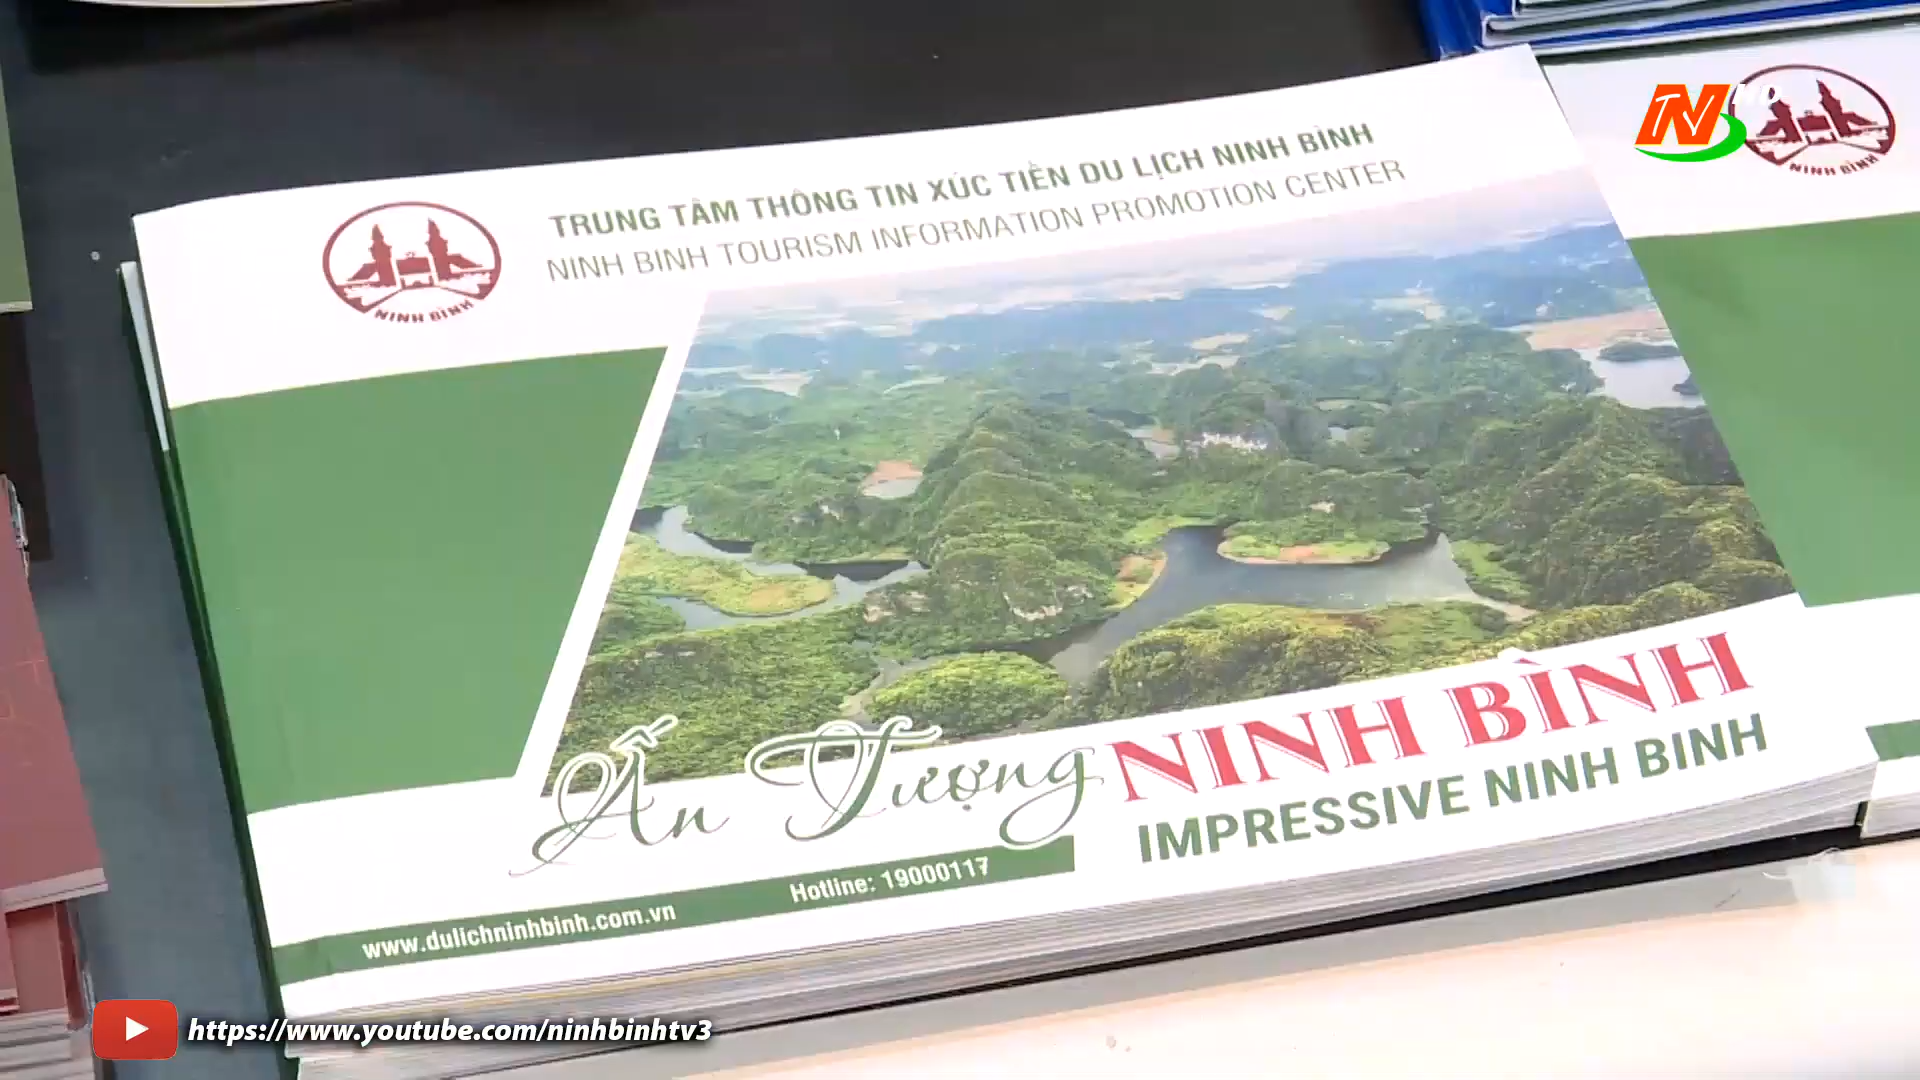 TRUNG TÂM THÔNG TIN XÚC TIẾN DU LỊCH NINH BÌNH
NINH BINH TOURISM INFORMATION PROMOTION CENTER
NINH BÌNH
NINH BÌNH
Ấn Tượng NINH BÌNH
IMPRESSIVE NINH BINH
Hotline: 19000117
www.dulichninhbinh.com.vn
https://www.youtube.com/ninhbinhtv3